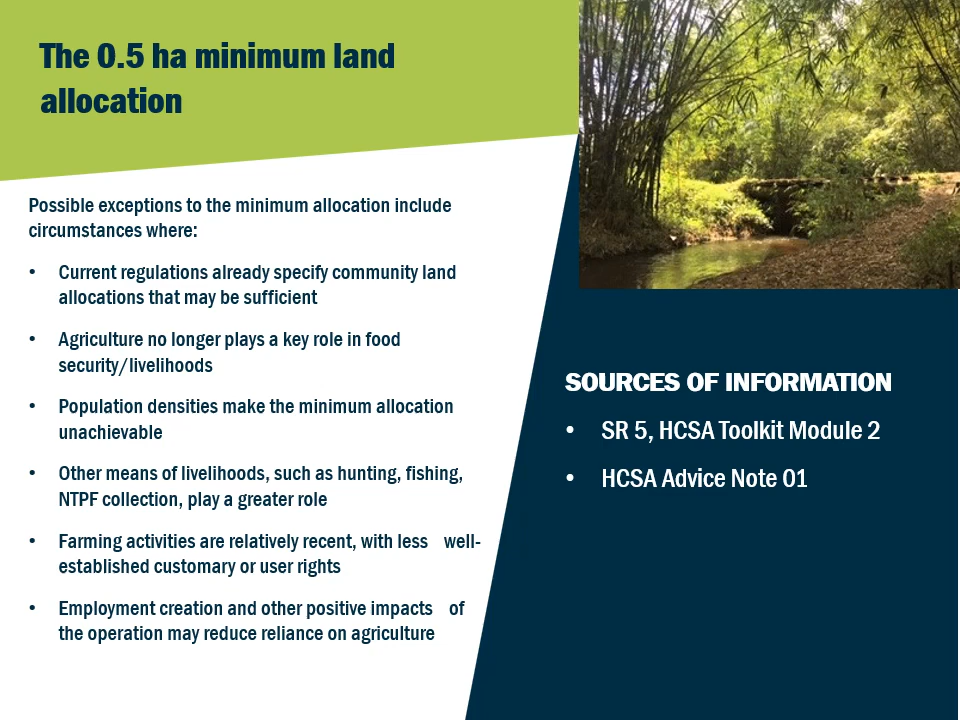 The 0.5 ha minimum land
allocation
Possible exceptions to the minimum allocation include
circumstances where:
• Current regulations already specify community land
allocations that may be sufficient
• Agriculture no longer plays a key role in food
security/livelihoods
• Population densities make the minimum allocation
unachievable
• Other means of livelihoods, such as hunting, fishing,
NTPF collection, play a greater role
• Farming activities are relatively recent, with less well-
established customary or user rights
• Employment creation and other positive impacts of
the operation may reduce reliance on agriculture
SOURCES OF INFORMATION
• SR 5, HCSA Toolkit Module 2
• HCSA Advice Note 01